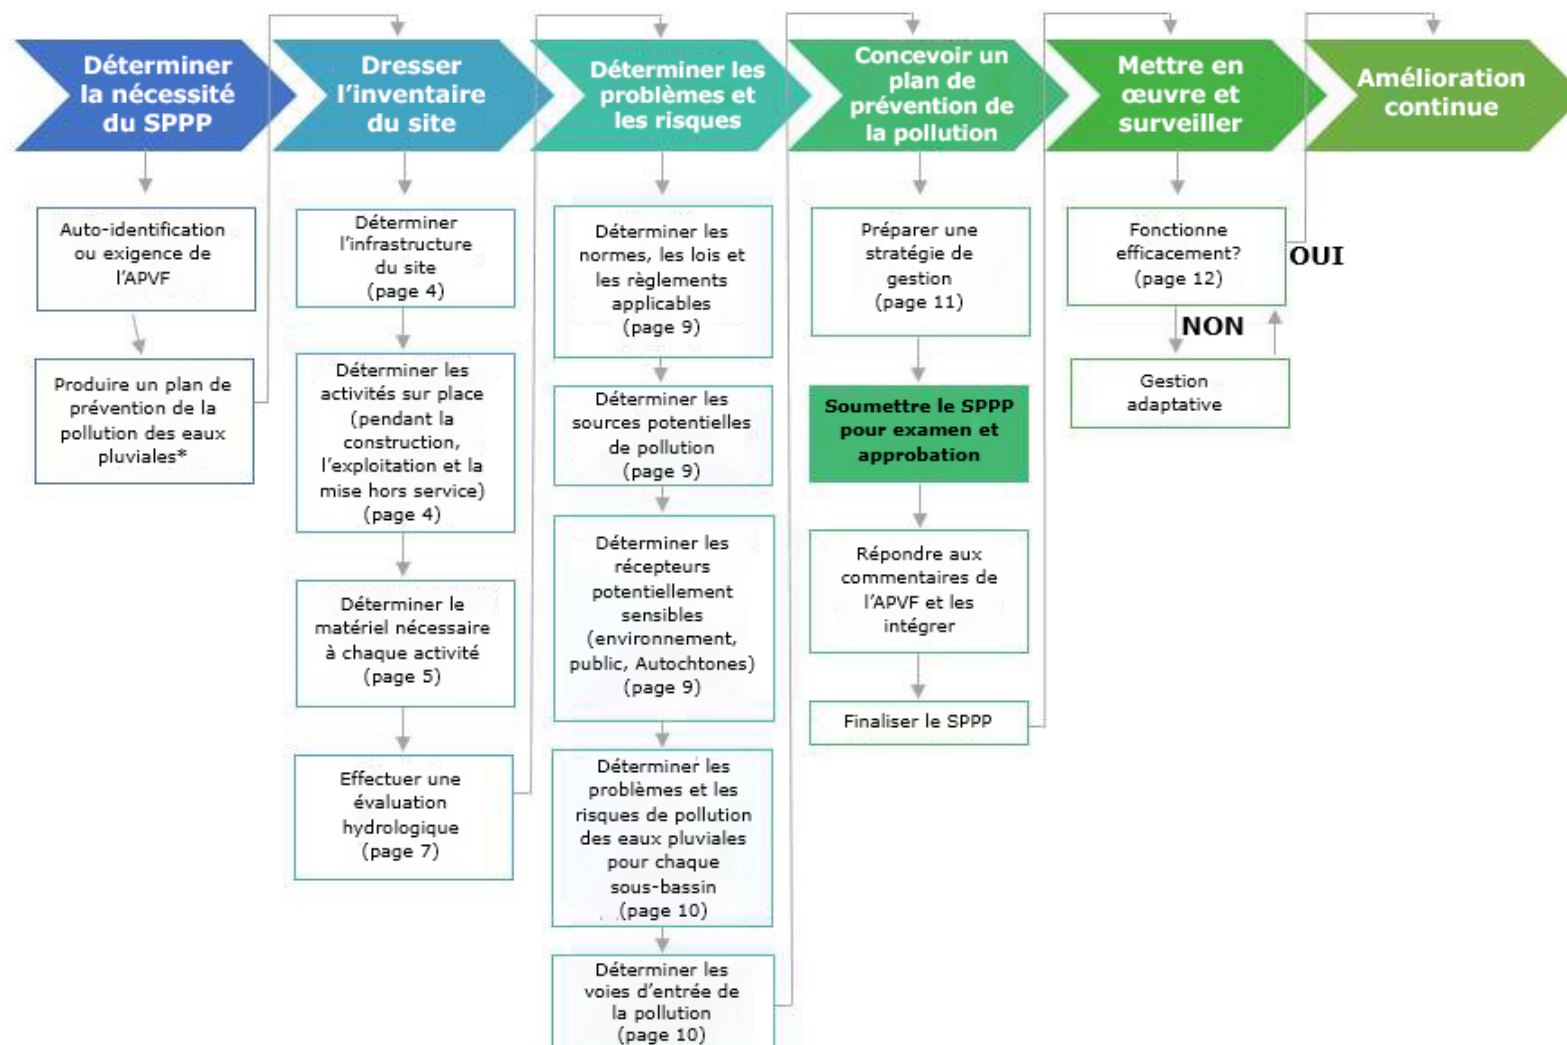 Déterminer
la nécessité
du SPPP
Auto-identification
ou exigence de
l'APVF
Produire un plan de
prévention de la
pollution des eaux
pluviales*
Dresser
l'inventaire
du site
Déterminer
l'infrastructure
du site
(page 4)
Déterminer les
activités sur place
(pendant la
construction,
l'exploitation et la
mise hors service)
(page 4)
Déterminer le
matériel nécessaire
à chaque activité
(page 5)
Effectuer une
évaluation
hydrologique
(page 7)
Déterminer les
problèmes et
les risques
Déterminer les
normes, les lois et
les règlements
applicables
(page 9)
Déterminer les
sources potentielles
de pollution
(page 9)
Déterminer les
récepteurs
potentiellement
sensibles
(environnement,
public, Autochtones)
(page 9)
Déterminer les
problèmes et les
risques de pollution
des eaux pluviales
pour chaque
sous-bassin
(page 10)
Déterminer les
voies d'entrée de
la pollution
(page 10)
Concevoir un
plan de
prévention de
la pollution
Préparer une
stratégie de
gestion
(page 11)
Soumettre le SPPP
pour examen et
approbation
Répondre aux
commentaires de
l'APVF et les
intégrer
Finaliser le SPPP
Mettre en
œuvre et
surveiller
Fonctionne
efficacement?
(page 12)
OUI
NON
Gestion
adaptative
Amélioration
continue